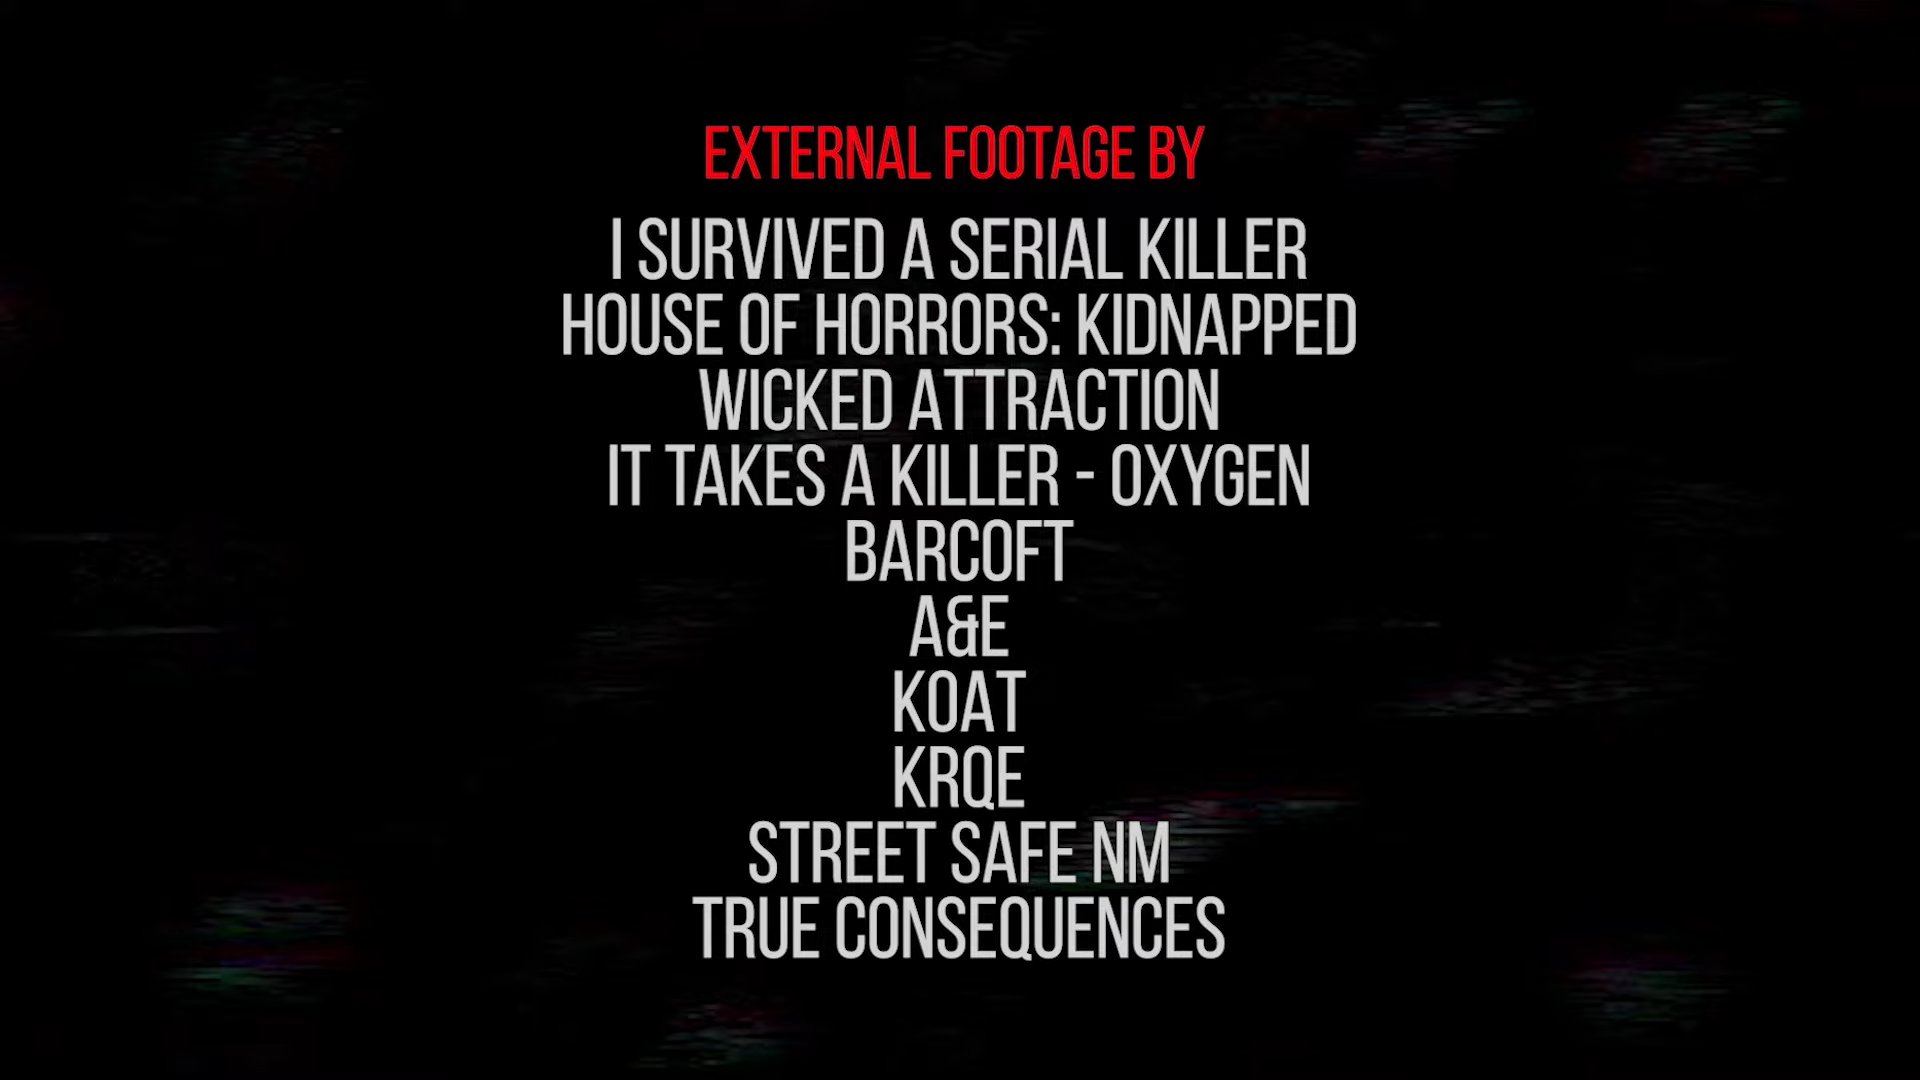 EXTERNAL FOOTAGE BY
I SURVIVED A SERIAL KILLER
HOUSE OF HORRORS: KIDNAPPED
WICKED ATTRACTION
IT TAKES A KILLER - OXYGEN
BARCOFT
A&E
KOAT
KRQE
STREET SAFE NM
TRUE CONSEQUENCES